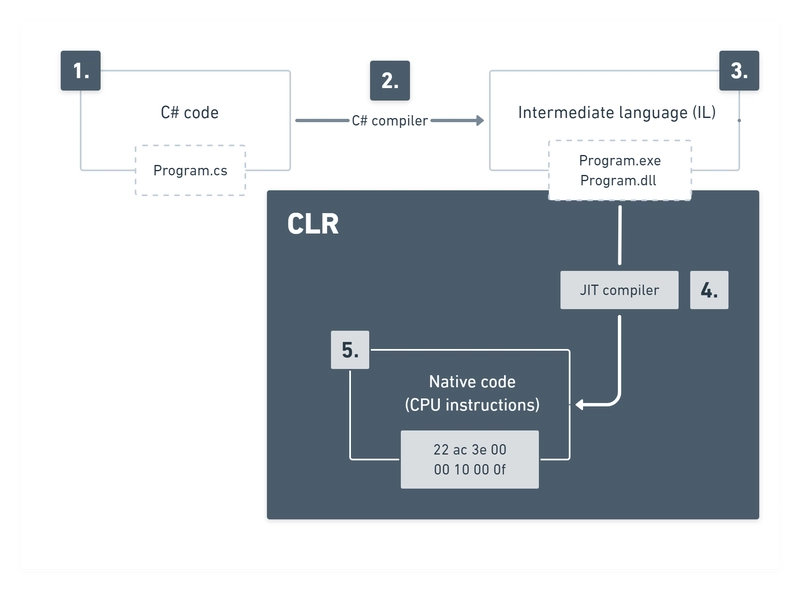 1.
C# code
Program.cs
2.
C# compiler
3.
Intermediate language (IL)
Program.exe
Program.dll
CLR
JIT compiler
4.
5.
Native code
(CPU instructions)
22 ac 3e 00
00 10 00 0f